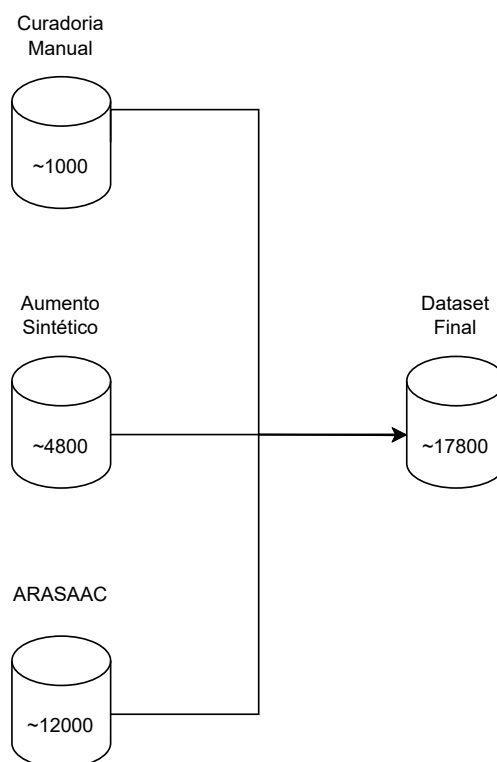 Curadoria
Manual
~1000
Aumento
Sintético
~4800
Dataset
Final
~17800
ARASAAC
~12000